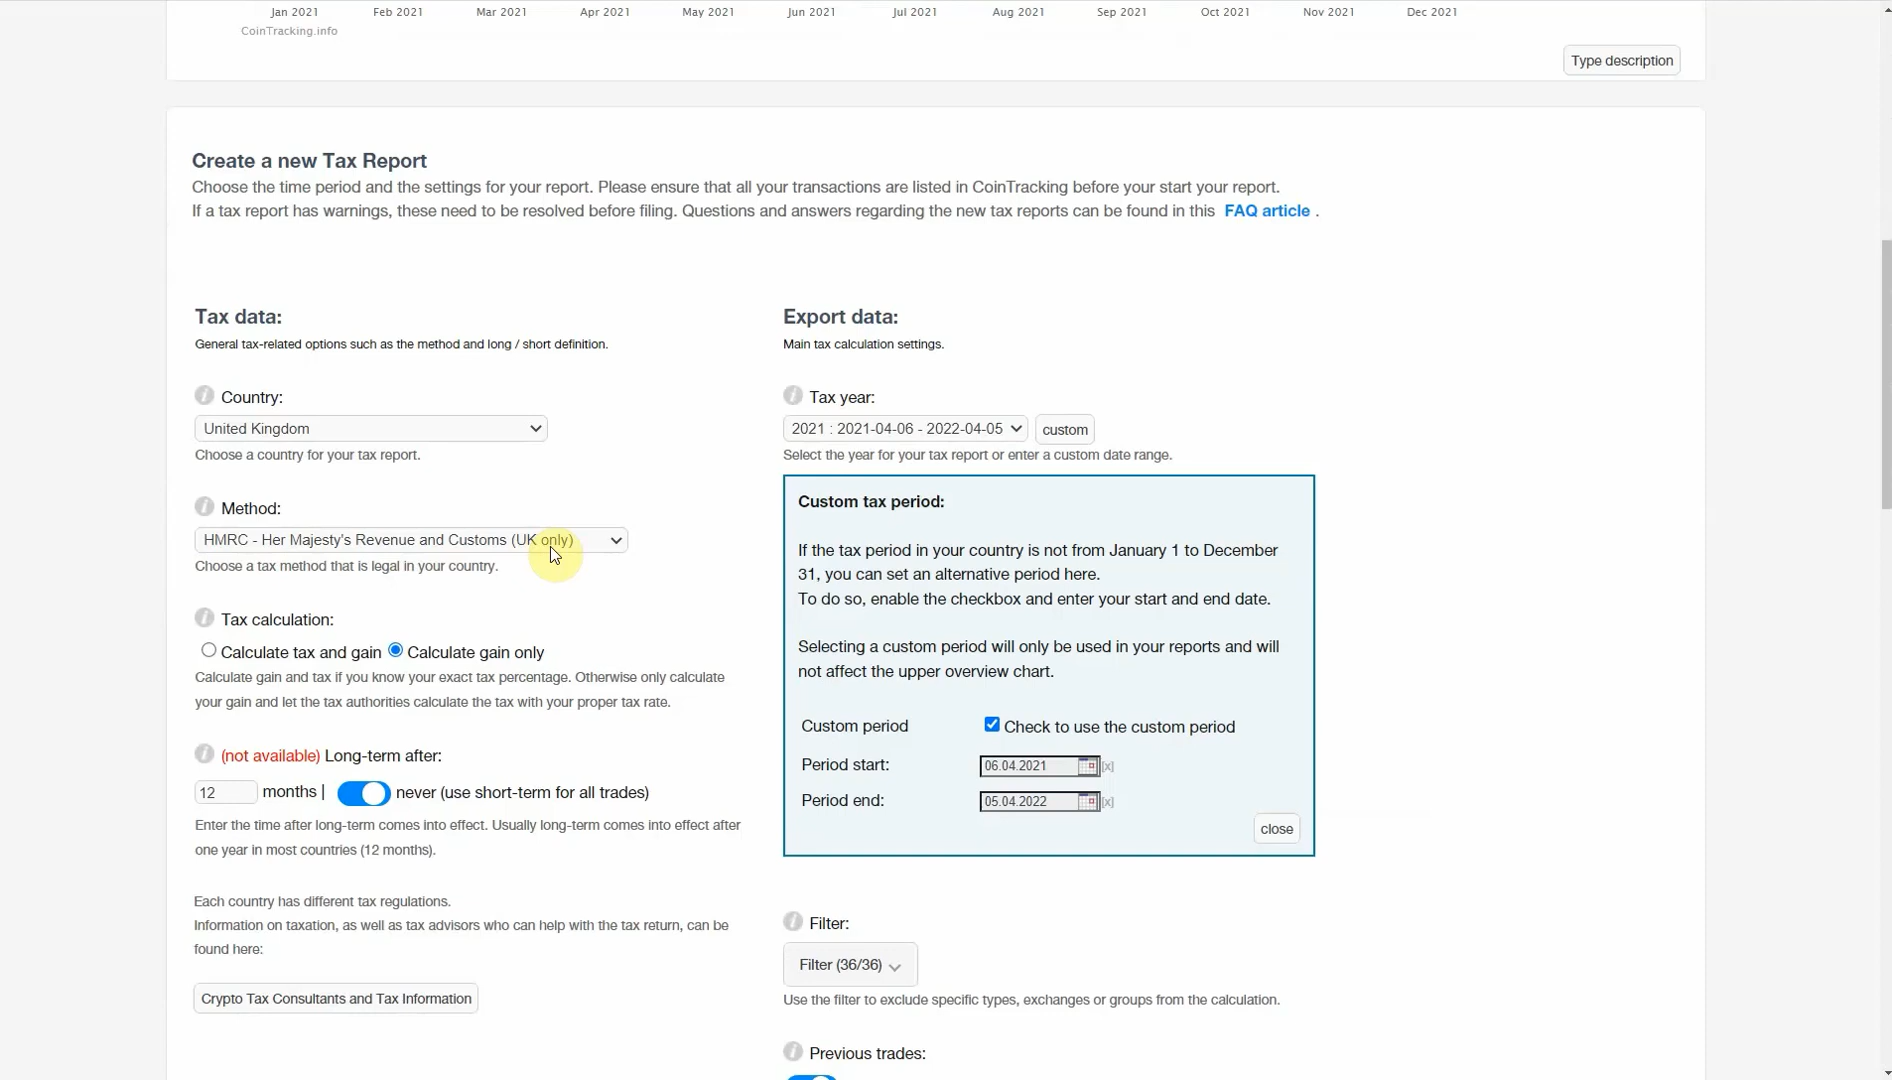 Jan 2021 Feb 2021 Mar 2021 Apr 2021 May 2021 Jun 2021 Jul 2021 Aug 2021 Sep 2021 Oct 2021 Nov 2021 Dec 2021
CoinTracking.info
Type description
Create a new Tax Report
Choose the time period and the settings for your report. Please ensure that all your transactions are listed in CoinTracking before your start your report.
If a tax report has warnings, these need to be resolved before filing. Questions and answers regarding the new tax reports can be found in this FAQ article .
Tax data:
General tax-related options such as the method and long / short definition.
Country:
United Kingdom
Choose a country for your tax report.
Method:
HMRC - Her Majesty's Revenue and Customs (UK only)
Choose a tax method that is legal in your country.
Tax calculation:
Calculate tax and gain Calculate gain only
Calculate gain and tax if you know your exact tax percentage. Otherwise only calculate
your gain and let the tax authorities calculate the tax with your proper tax rate.
(not available) Long-term after:
12 months | never (use short-term for all trades)
Enter the time after long-term comes into effect. Usually long-term comes into effect after
one year in most countries (12 months).
Each country has different tax regulations.
Information on taxation, as well as tax advisors who can help with the tax return, can be
found here:
Crypto Tax Consultants and Tax Information
Export data:
Main tax calculation settings.
Tax year:
2021 : 2021-04-06 - 2022-04-05 custom
Select the year for your tax report or enter a custom date range.
Custom tax period:
If the tax period in your country is not from January 1 to December
31, you can set an alternative period here.
To do so, enable the checkbox and enter your start and end date.
Selecting a custom period will only be used in your reports and will
not affect the upper overview chart.
Custom period Check to use the custom period
Period start: 06.04.2021 [x]
Period end: 05.04.2022 [x]
close
Filter:
Filter (36/36)
Use the filter to exclude specific types, exchanges or groups from the calculation.
Previous trades: